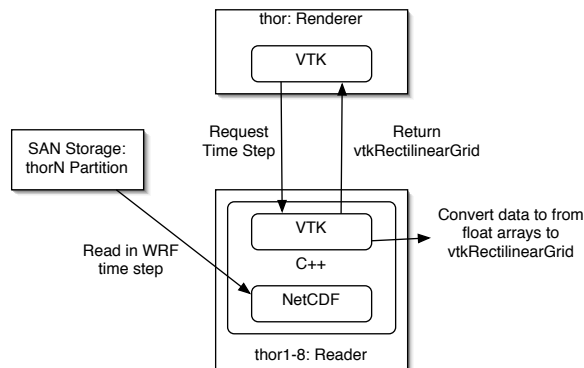 thor: Renderer
VTK
Request
Time Step
Return
vtkRectilinearGrid
SAN Storage:
thorN Partition
Read in WRF
time step
VTK
C++
NetCDF
Convert data to from
float arrays to
vtkRectilinearGrid
thor1-8: Reader